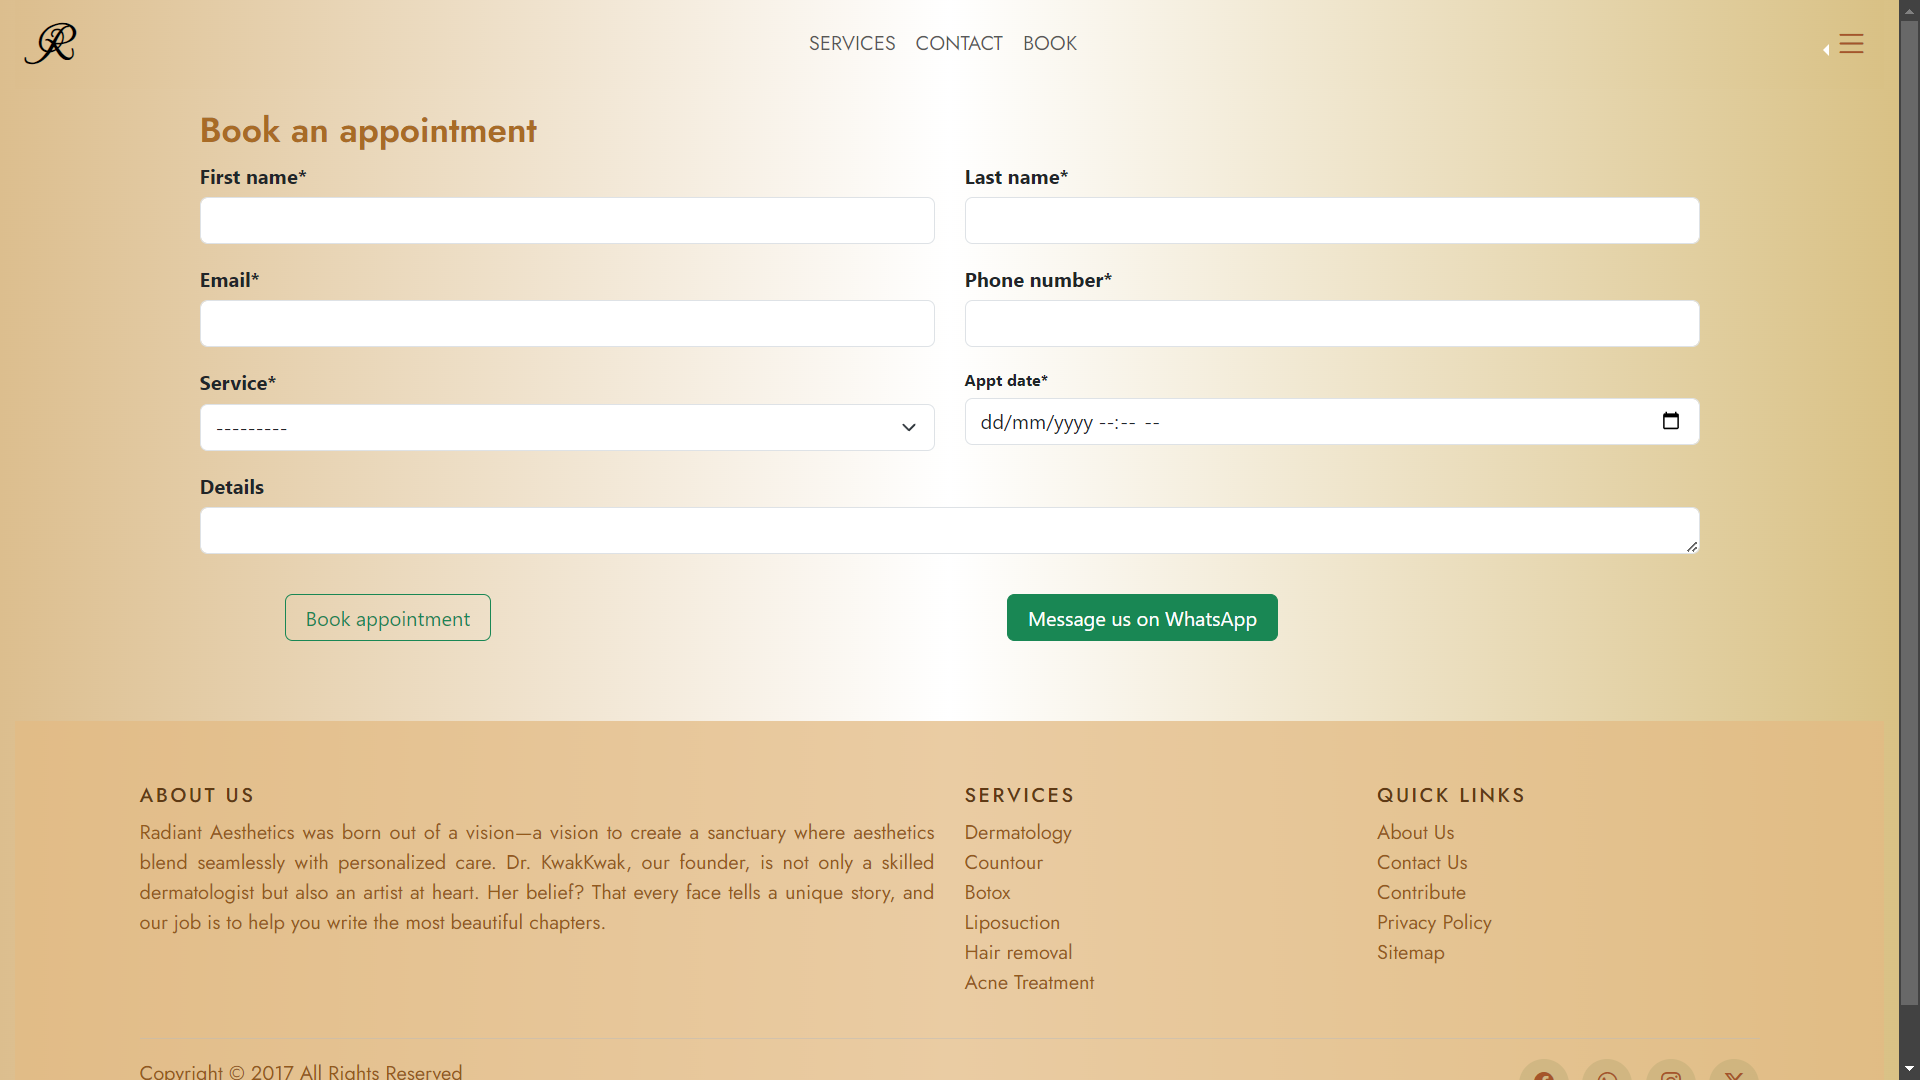 R
SERVICES CONTACT BOOK
Book an appointment
First name*
Last name*
Email*
Phone number*
Service*
Appt date*
---------
dd/mm/yyyy --:-- --
Details
Book appointment
Message us on WhatsApp
ABOUT US
Radiant Aesthetics was born out of a vision—a vision to create a sanctuary where aesthetics
blend seamlessly with personalized care. Dr. KwakKwak, our founder, is not only a skilled
dermatologist but also an artist at heart. Her belief? That every face tells a unique story, and
our job is to help you write the most beautiful chapters.
SERVICES
Dermatology
Countour
Botox
Liposuction
Hair removal
Acne Treatment
QUICK LINKS
About Us
Contact Us
Contribute
Privacy Policy
Sitemap
Copyright © 2017 All Rights Reserved